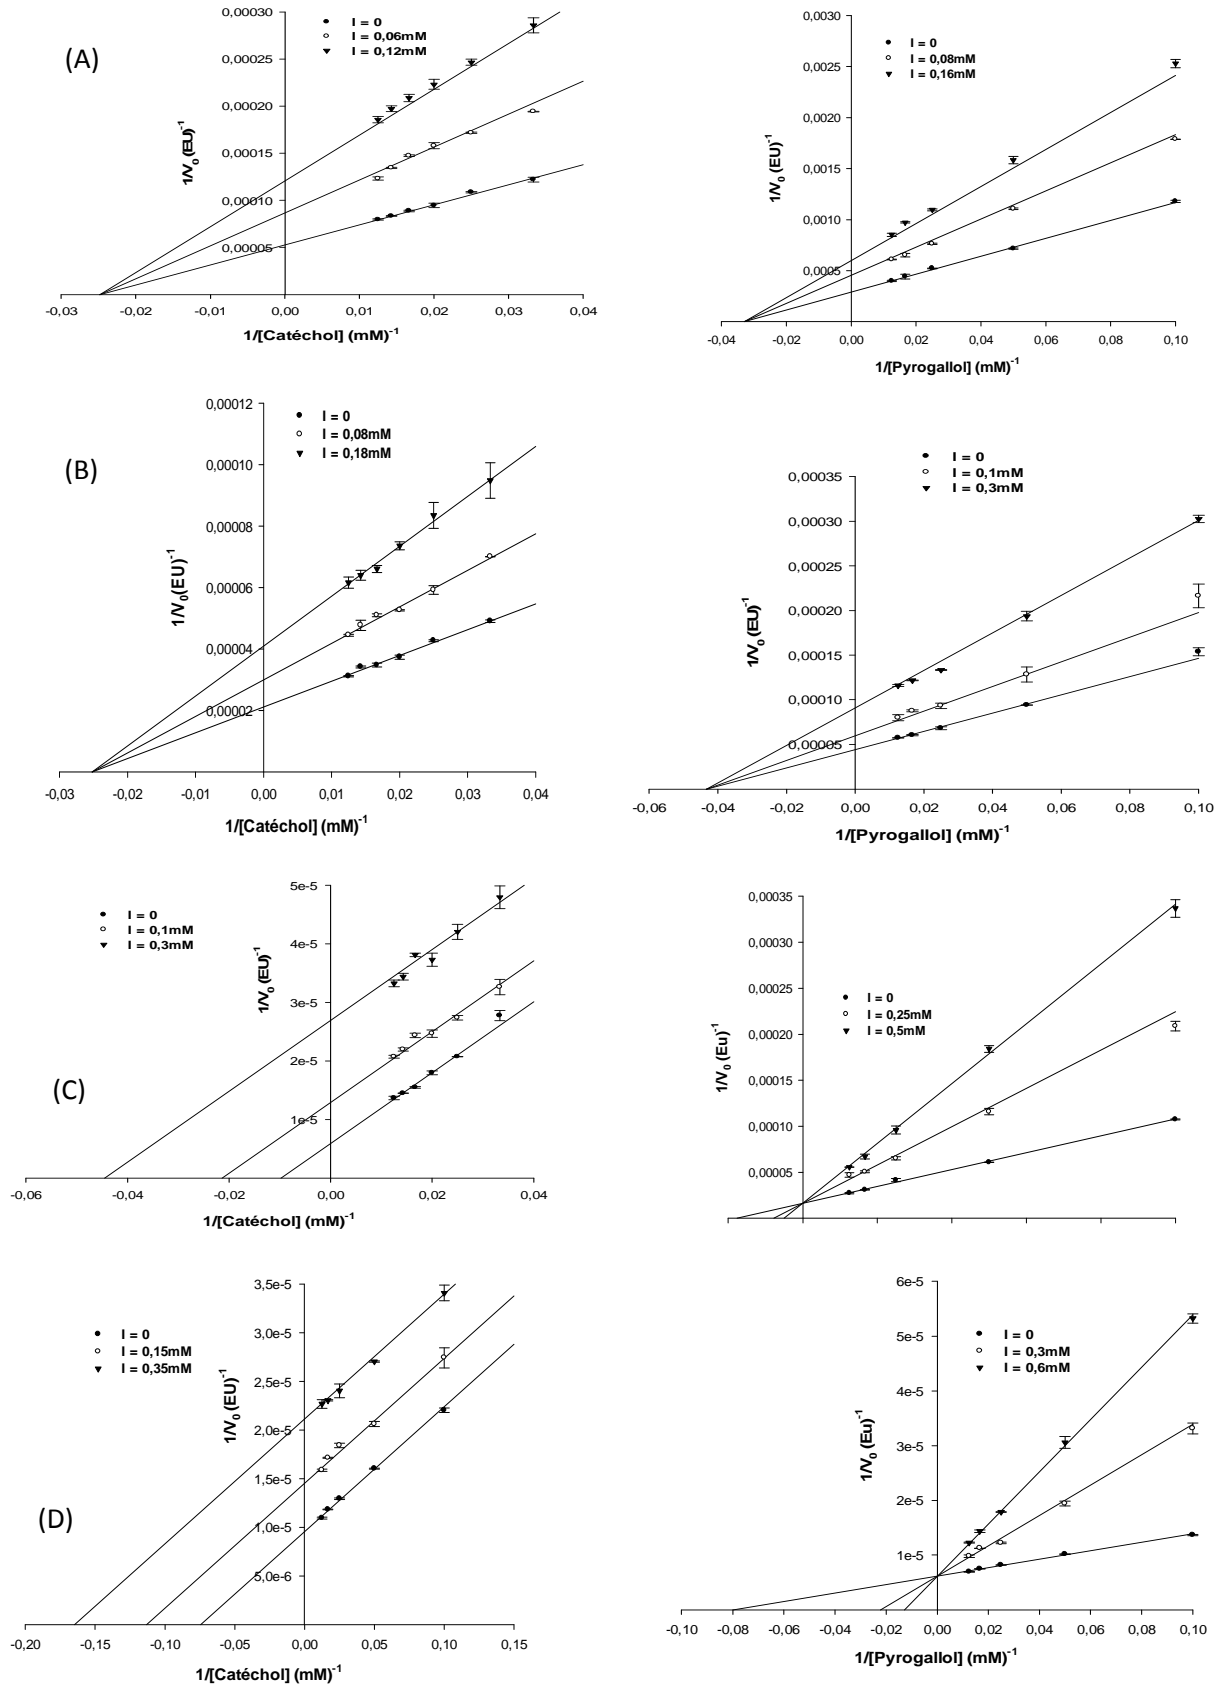 (A)
I = 0
I = 0,06mM
I = 0,12mM
1/V0 (EU)-1
0,00030
0,00020
0,00010
0,00015
0,00010
0,00005
-0,03 -0,02 -0,01 0,00 0,01 0,02 0,03 0,04
1/[Catéchol] (mM)-1
I = 0
I = 0,08mM
I = 0,16mM
1/V0 (EU)-1
0,0030
0,0025
0,0020
0,0015
0,0010
0,0005
-0,04 -0,02 0,00 0,02 0,04 0,06 0,08 0,10
1/[Pyrogallol] (mM)-1
(B)
I = 0
I = 0,08mM
I = 0,18mM
1/V0(EU)-1
0,00012
0,00010
0,00008
0,00006
0,00004
0,00002
-0,03 -0,02 -0,01 0,00 0,01 0,02 0,03 0,04
1/[Catéchol] (mM)-1
I = 0
I = 0,1mM
I = 0,3mM
1/V0 (EU)-1
0,00035
0,00030
0,00020
0,00015
0,00010
0,00005
-0,06 -0,04 -0,02 0,00 0,02 0,04 0,06 0,08 0,10
1/[Pyrogallol] (mM)-1
(C)
I = 0
I = 0,1mM
I = 0,3mM
1/V0 (EU)-1
5e-5
4e-5
3e-5
2e-5
1e-5
-0,06 -0,04 -0,02 0,00 0,02 0,04
1/[Catéchol] (mM)-1
I = 0
I = 0,25mM
I = 0,5mM
1/V0 (Eu)-1
0,00035
0,00030
0,00020
0,00015
0,00010
0,00005
(D)
I = 0
I = 0,15mM
I = 0,35mM
1/V0 (EU)-1
3,5e-5
3,0e-5
2,5e-5
2,0e-5
1,5e-5
1,0e-5
5,0e-6
-0,20 -0,15 -0,10 -0,05 0,00 0,05 0,10 0,15
1/[Catéchol] (mM)-1
I = 0
I = 0,3mM
I = 0,6mM
1/V0 (Eu)-1
6e-5
5e-5
4e-5
3e-5
2e-5
1e-5
-0,10 -0,08 -0,06 -0,04 -0,02 0,00 0,02 0,04 0,06 0,08 0,10
1/[Pyrogallol] (mM)-1